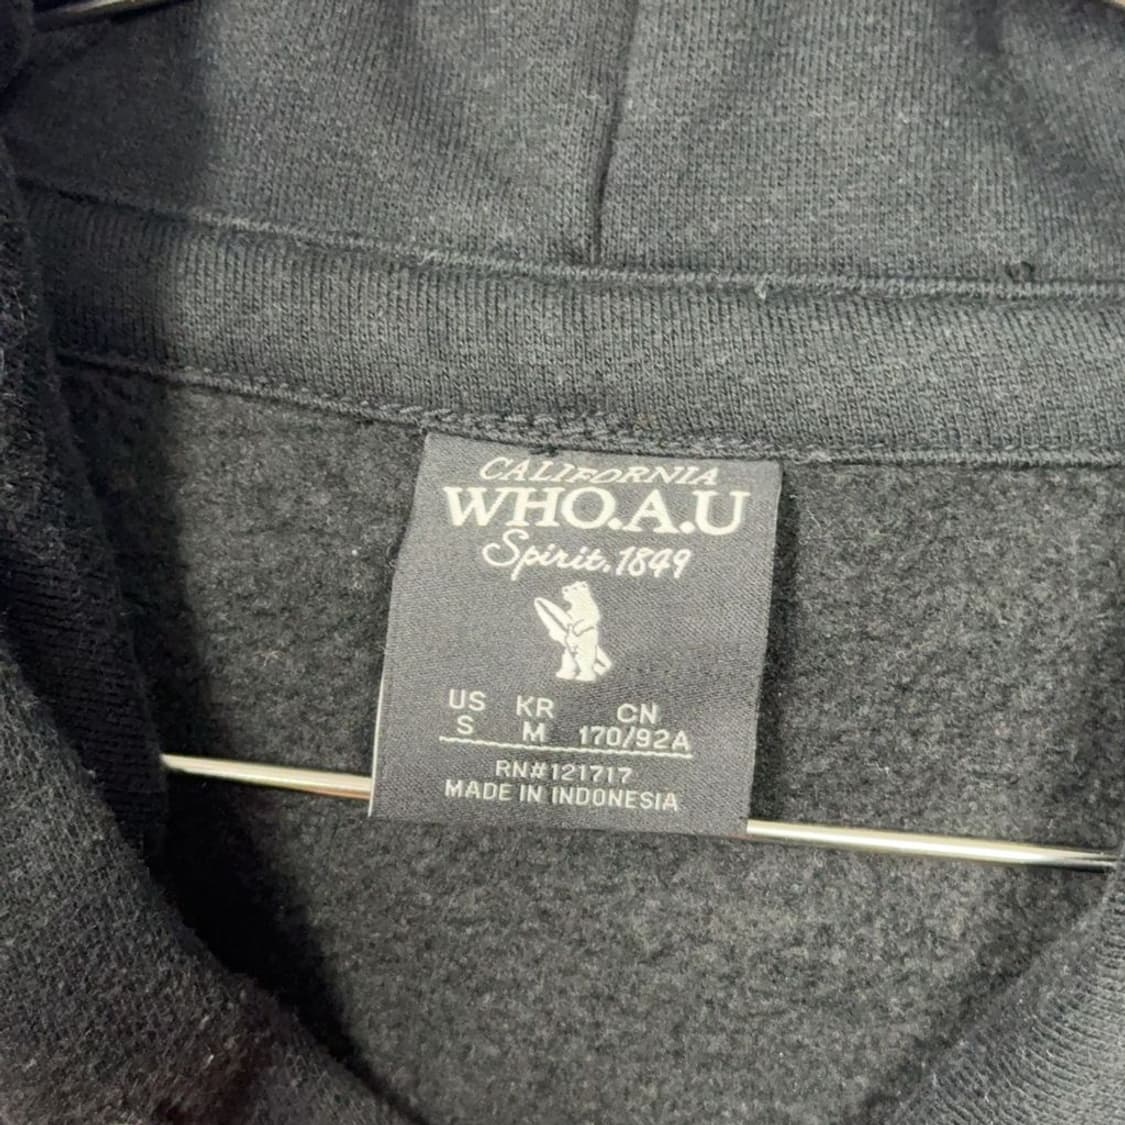 CALIFORNIA
WHO.A.U
Spirit.1849
US KR CN
S M 170/92A
RN#121717
MADE IN INDONESIA